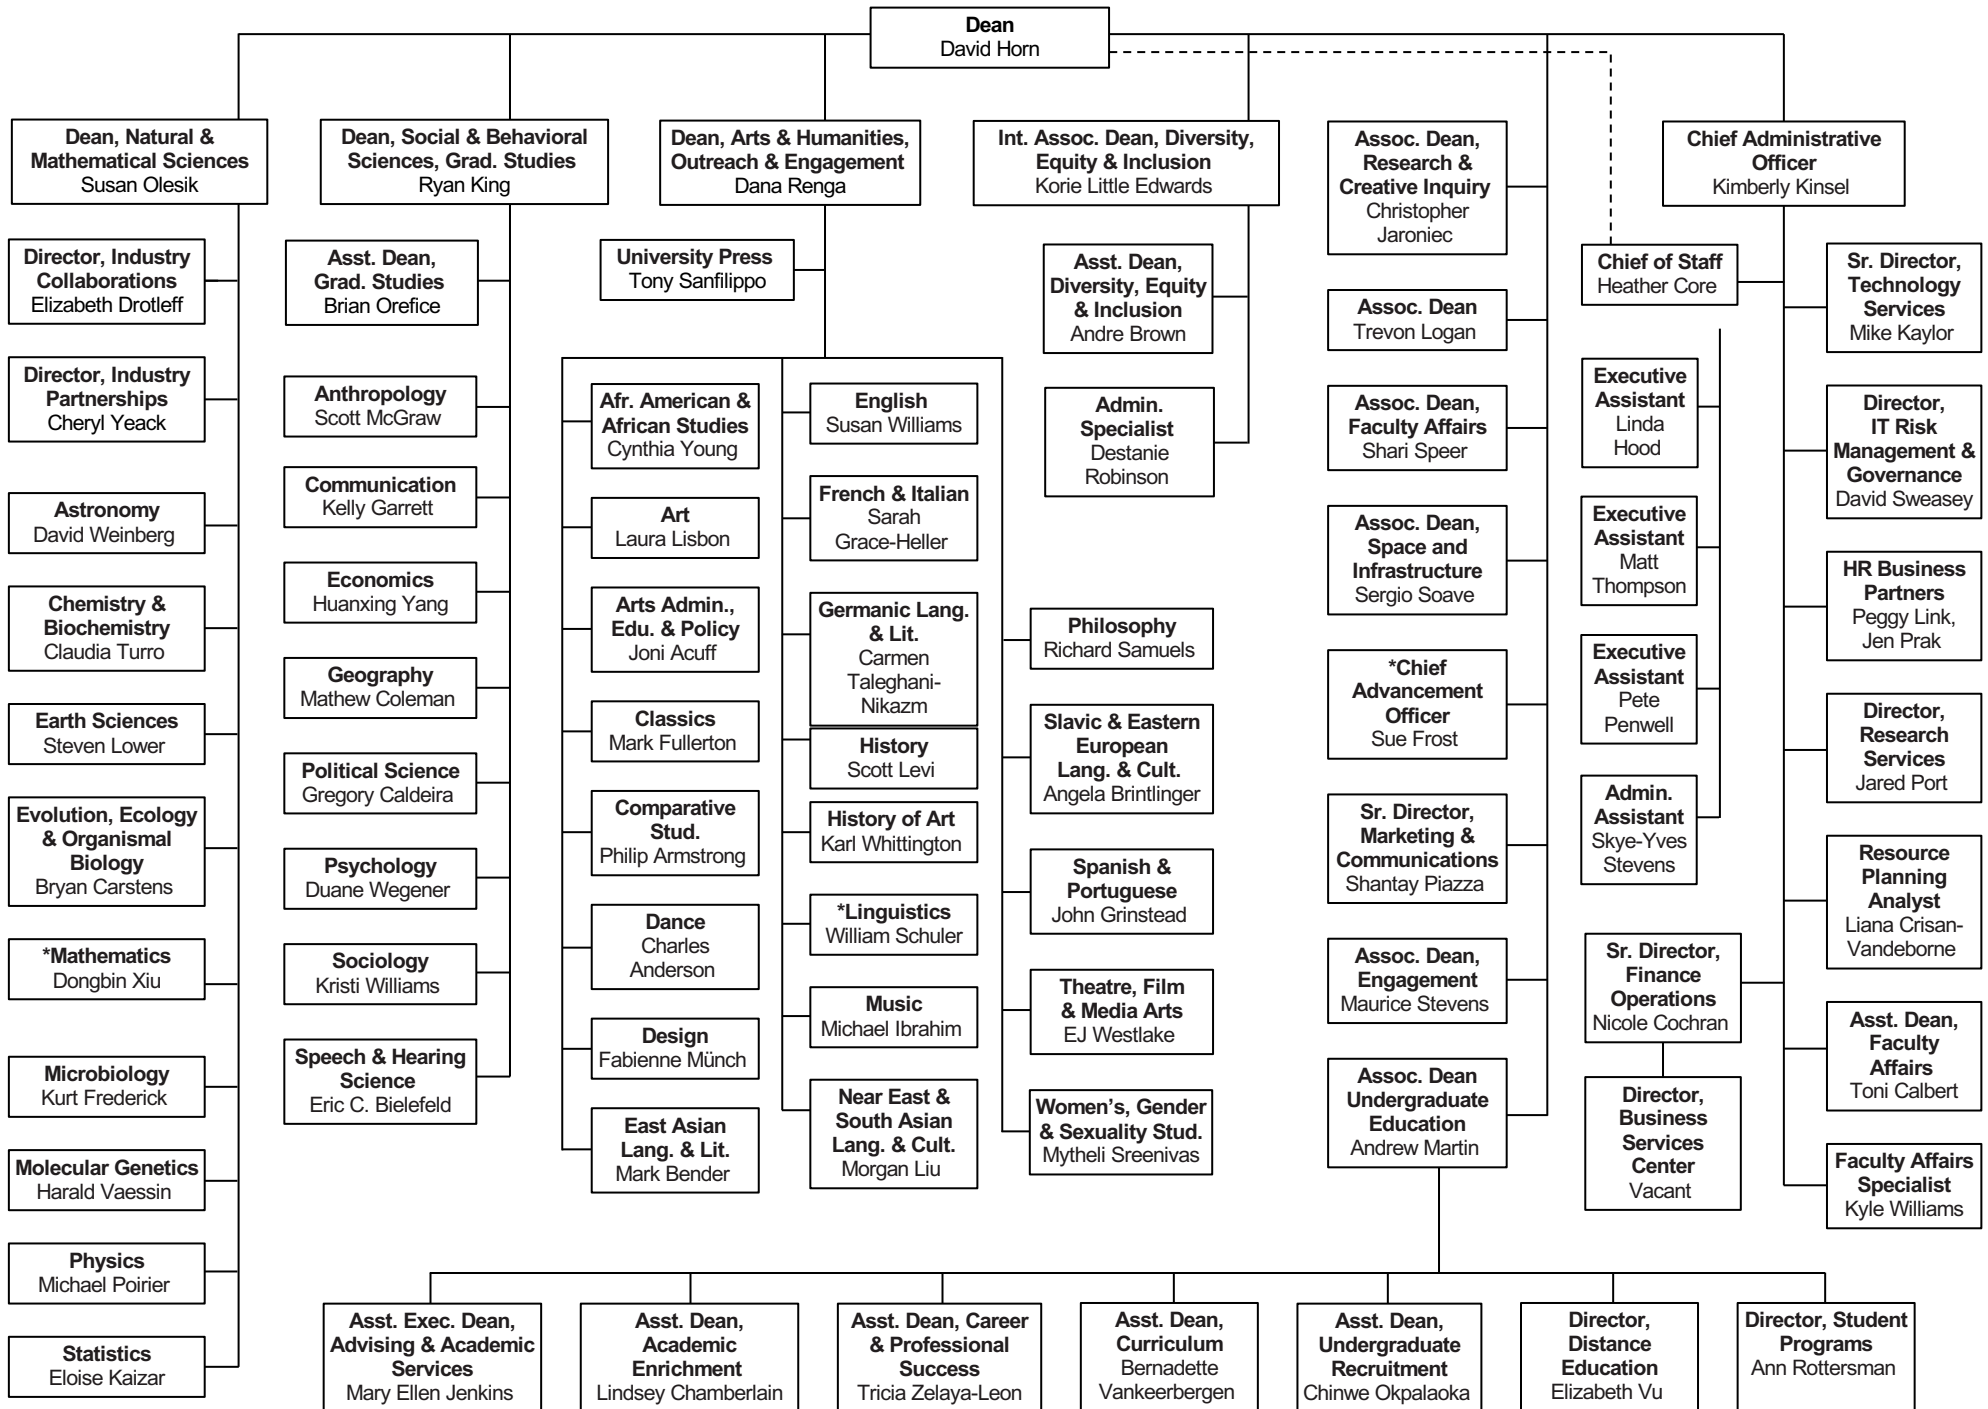 Dean
David Horn
Dean, Natural &
Mathematical Sciences
Susan Olesik
Dean, Social & Behavioral
Sciences, Grad. Studies
Ryan King
Dean, Arts & Humanities,
Outreach & Engagement
Dana Renga
Int. Assoc. Dean, Diversity,
Equity & Inclusion
Korie Little Edwards
Assoc. Dean,
Research &
Creative Inquiry
Christopher
Jaroniec
Chief Administrative
Officer
Kimberly Kinsel
Director, Industry
Collaborations
Elizabeth Drotleff
Director, Industry
Partnerships
Cheryl Yeack
Astronomy
David Weinberg
Chemistry &
Biochemistry
Claudia Turro
Earth Sciences
Steven Lower
Evolution, Ecology
& Organismal
Biology
Bryan Carstens
*Mathematics
Dongbin Xiu
Microbiology
Kurt Frederick
Molecular Genetics
Harald Vaessin
Physics
Michael Poirier
Statistics
Eloise Kaizar
Asst. Dean,
Grad. Studies
Brian Orefice
Anthropology
Scott McGraw
Communication
Kelly Garrett
Economics
Huanxing Yang
Geography
Mathew Coleman
Political Science
Gregory Caldeira
Psychology
Duane Wegener
Sociology
Kristi Williams
Speech & Hearing
Science
Eric C. Bielefeld
University Press
Tony Sanfilippo
Afr. American &
African Studies
Cynthia Young
Art
Laura Lisbon
Arts Admin.,
Edu. & Policy
Joni Acuff
Classics
Mark Fullerton
Comparative
Stud.
Philip Armstrong
Dance
Charles
Anderson
Design
Fabienne Münch
East Asian
Lang. & Lit.
Mark Bender
English
Susan Williams
French & Italian
Sarah
Grace-Heller
Germanic Lang.
& Lit.
Carmen
Taleghani-
Nikazm
History
Scott Levi
History of Art
Karl Whittington
*Linguistics
William Schuler
Music
Michael Ibrahim
Near East &
South Asian
Lang. & Cult.
Morgan Liu
Philosophy
Richard Samuels
Slavic & Eastern
European
Lang. & Cult.
Angela Brintlinger
Spanish &
Portuguese
John Grinstead
Theatre, Film
& Media Arts
EJ Westlake
Women's, Gender
& Sexuality Stud.
Mytheli Sreenivas
Asst. Dean,
Diversity, Equity
& Inclusion
Andre Brown
Admin.
Specialist
Destanie
Robinson
Assoc. Dean
Trevon Logan
Assoc. Dean,
Faculty Affairs
Shari Speer
Assoc. Dean,
Space and
Infrastructure
Sergio Soave
*Chief
Advancement
Officer
Sue Frost
Sr. Director,
Marketing &
Communications
Shantay Piazza
Assoc. Dean,
Engagement
Maurice Stevens
Assoc. Dean
Undergraduate
Education
Andrew Martin
Chief of Staff
Heather Core
Executive
Assistant
Linda
Hood
Executive
Assistant
Matt
Thompson
Executive
Assistant
Pete
Penwell
Admin.
Assistant
Skye-Yves
Stevens
Sr. Director,
Finance
Operations
Nicole Cochran
Director,
Business
Services
Center
Vacant
Sr. Director,
Technology
Services
Mike Kaylor
Director,
IT Risk
Management &
Governance
David Sweasey
HR Business
Partners
Peggy Link,
Jen Prak
Director,
Research
Services
Jared Port
Resource
Planning
Analyst
Liana Crisan-
Vandeborne
Asst. Dean,
Faculty
Affairs
Toni Calbert
Faculty Affairs
Specialist
Kyle Williams
Asst. Exec. Dean,
Advising & Academic
Services
Mary Ellen Jenkins
Asst. Dean,
Academic
Enrichment
Lindsey Chamberlain
Asst. Dean, Career
& Professional
Success
Tricia Zelaya-Leon
Asst. Dean,
Curriculum
Bernadette
Vankeerbergen
Asst. Dean,
Undergraduate
Recruitment
Chinwe Okpalaoka
Director,
Distance
Education
Elizabeth Vu
Director, Student
Programs
Ann Rottersman